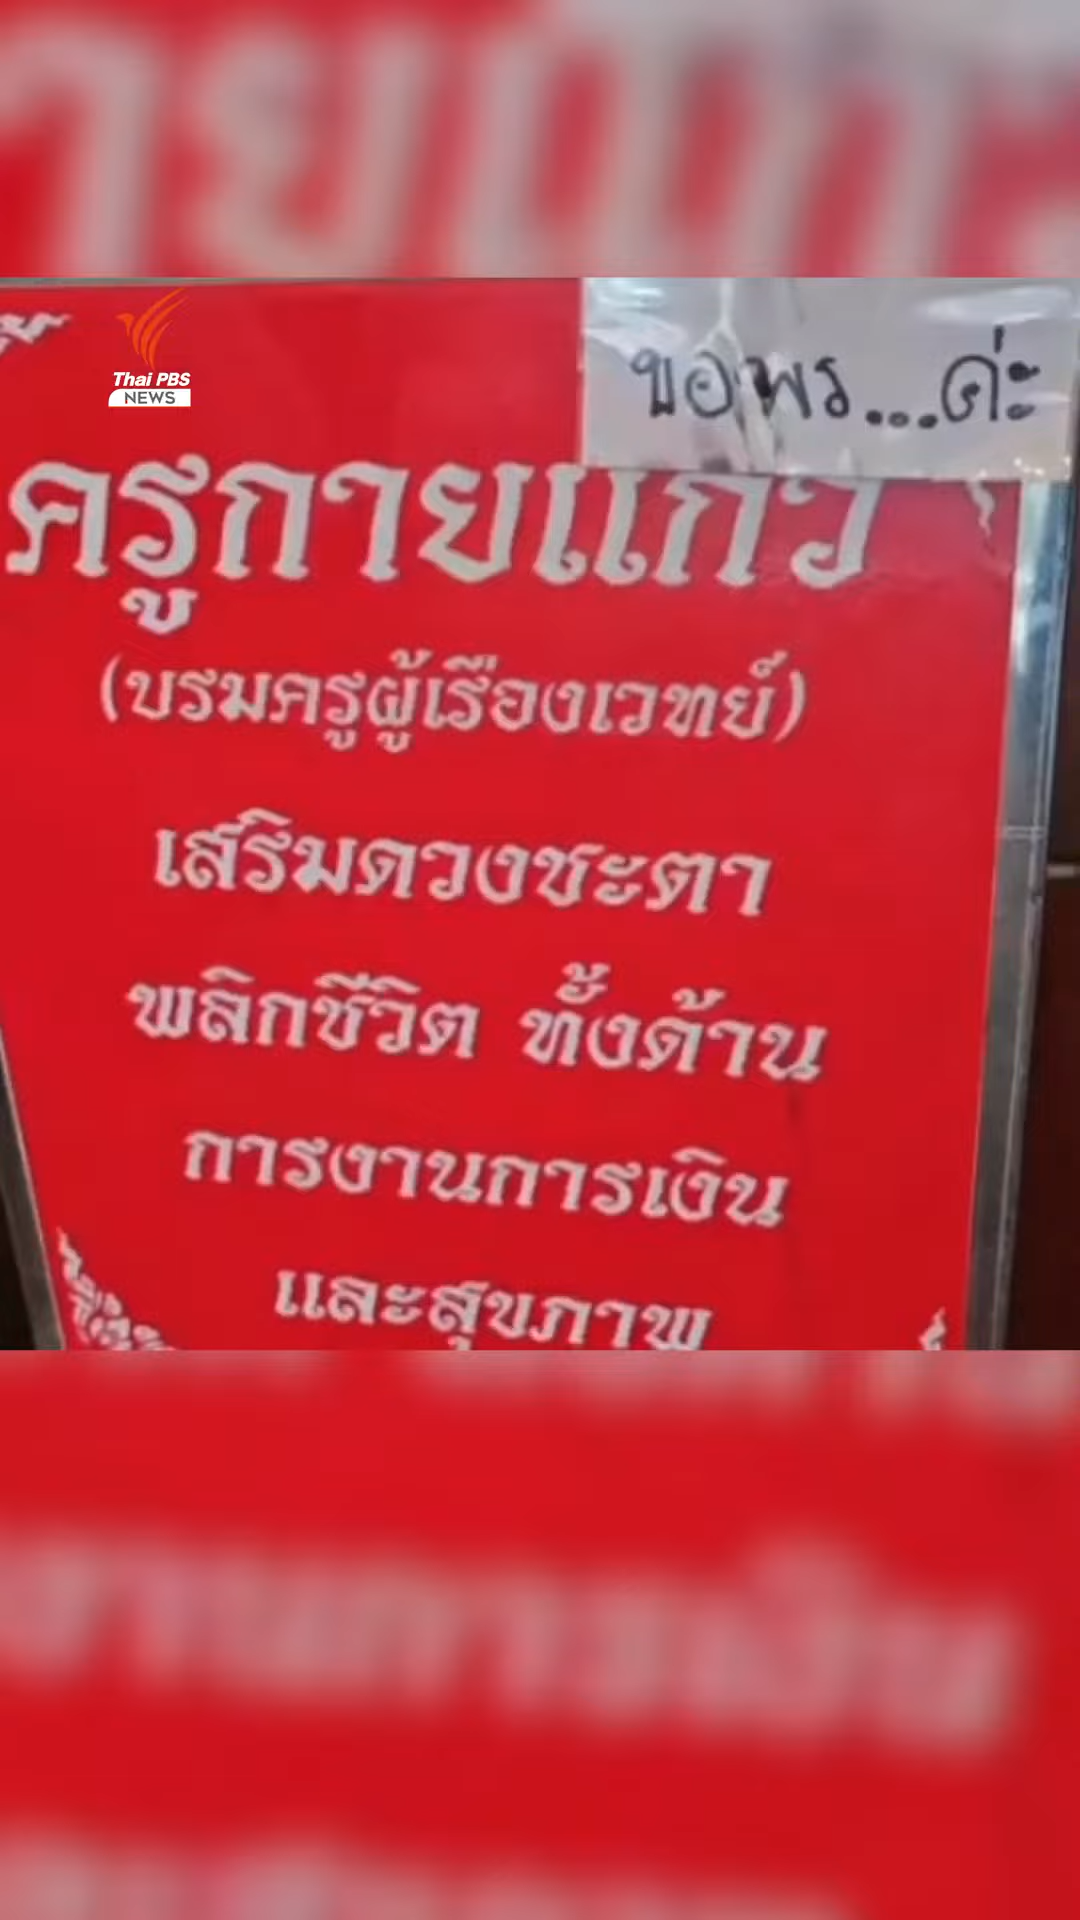 Thai PBS
NEWS
ขอพร....ค่ะ
ครูกายแก้ว
(บรมครูผู้เรืองเวทย์)
เสริมดวงชะตา
พลิกชีวิต ทั้งด้าน
การงานการเงิน
และสุขภาพ